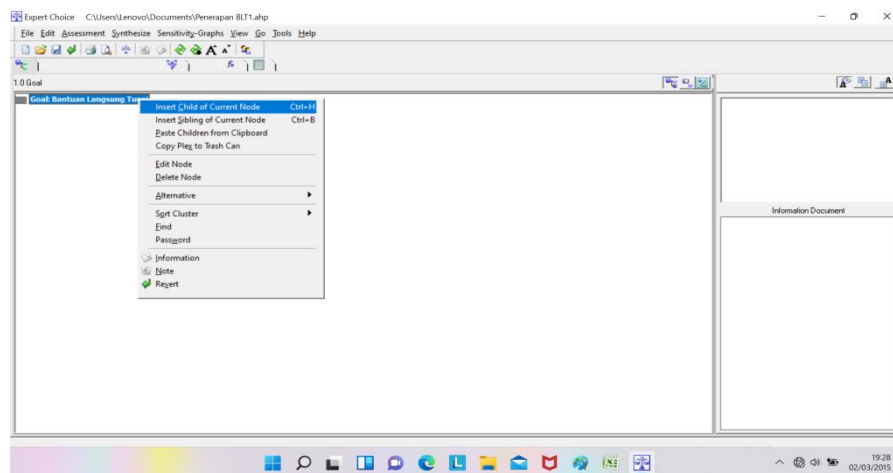 Expert Choice C:\Users\Lenovo\Documents\Penerapan BLT1.ahp
File Edit Assessment Synthesize Sensitivity-Graphs View Go Tools Help
1.0 Goal
Goal: Bantuan Langsung
Insert Child of Current Node Ctrl+H
Insert Sibling of Current Node Ctrl+B
Paste Children from Clipboard
Copy Plex to Trash Can
Edit Node
Delete Node
Alternative
Sort Cluster
Find
Password
Information
Note
Revert
Information Document
19:28
02/03/2015